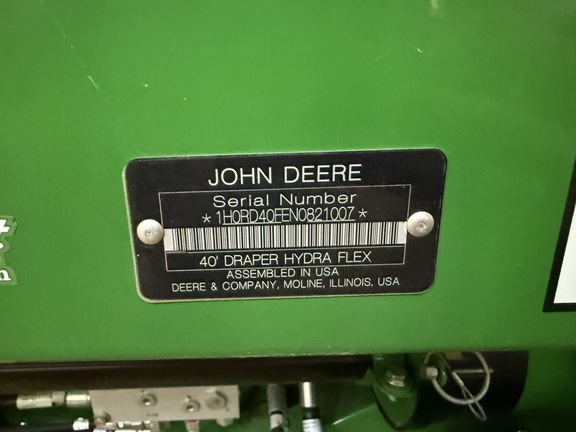 JOHN DEERE
Serial Number
*1H0RD40FEN0821007*
40' DRAPER HYDRA FLEX
ASSEMBLED IN USA
DEERE & COMPANY, MOLINE, ILLINOIS, USA